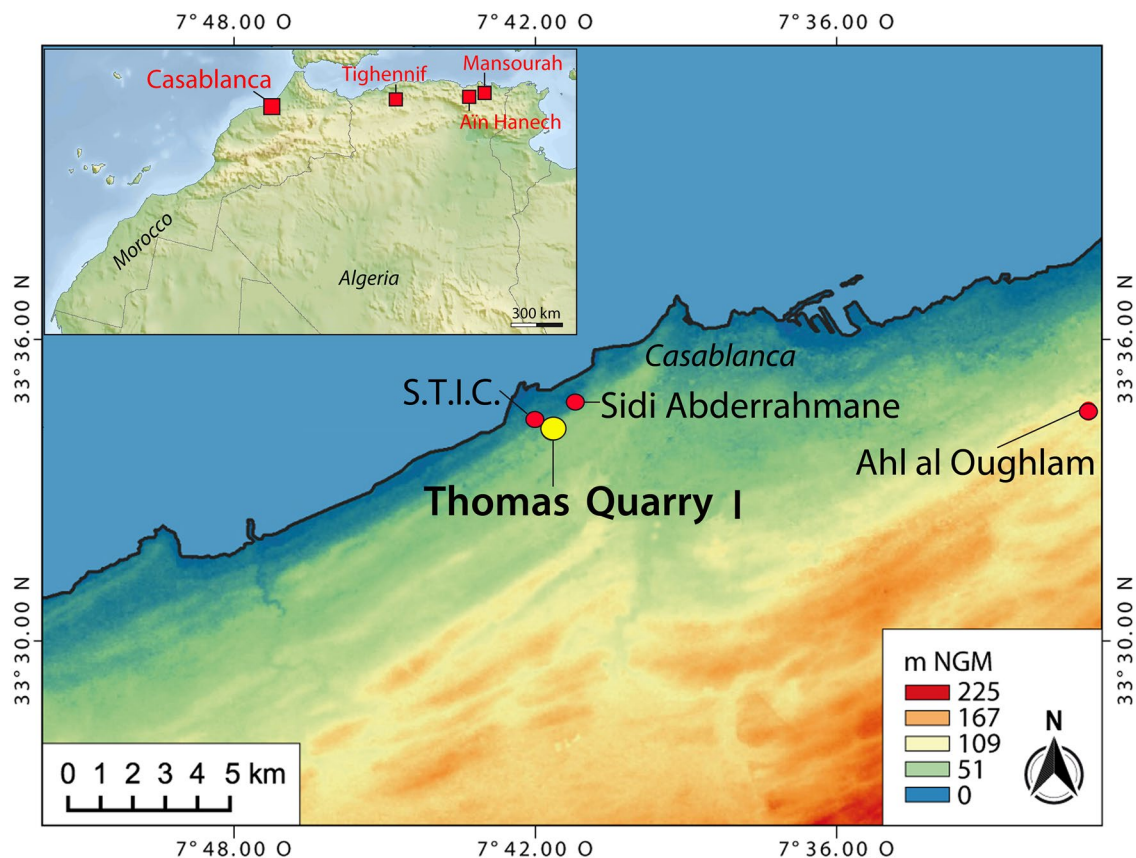 7° 48.00 O
7° 42.00 O
7° 36.00 O
Casablanca
Tighennif
Mansourah
Aïn Hanech
Morocco
Algeria
300 km
33° 36.00 N
33° 36.00 N
Casablanca
S.T.I.C.
Sidi Abderrahmane
Ahl al Oughlam
Thomas Quarry I
33° 30.00 N
33° 30.00 N
m NGM
225
167
109
51
0
N
0 1 2 3 4 5 km
7° 48.00 O
7° 42.00 O
7° 36.00 O